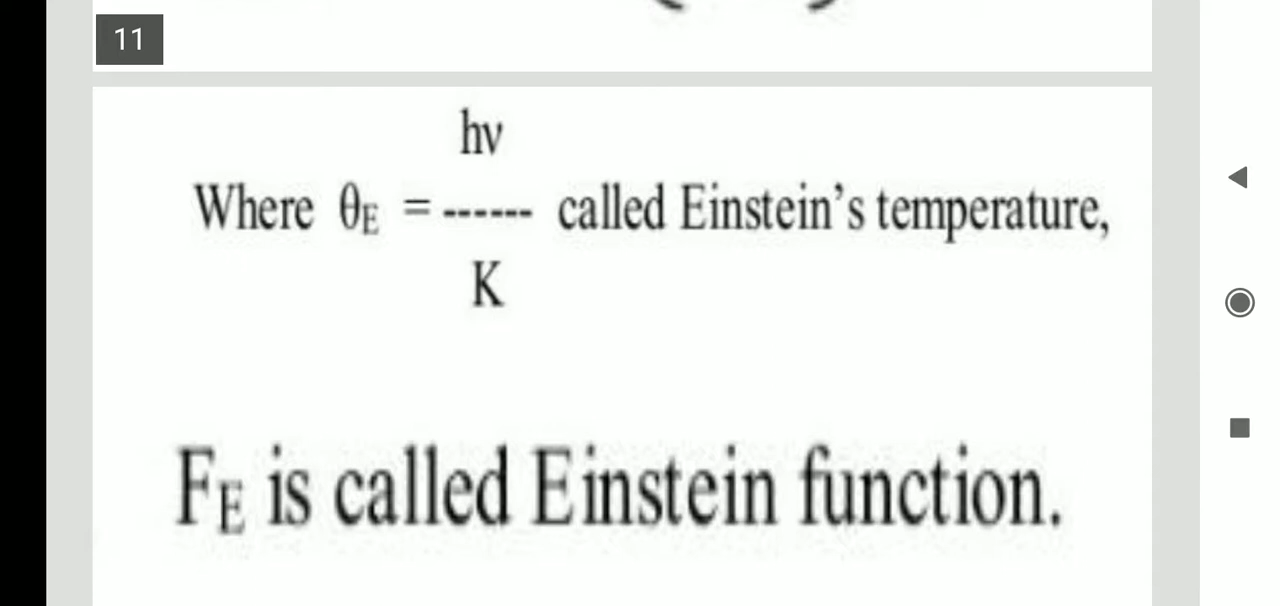 11
hν
Where θE = ------ called Einstein’s temperature,
K
FE is called Einstein function.